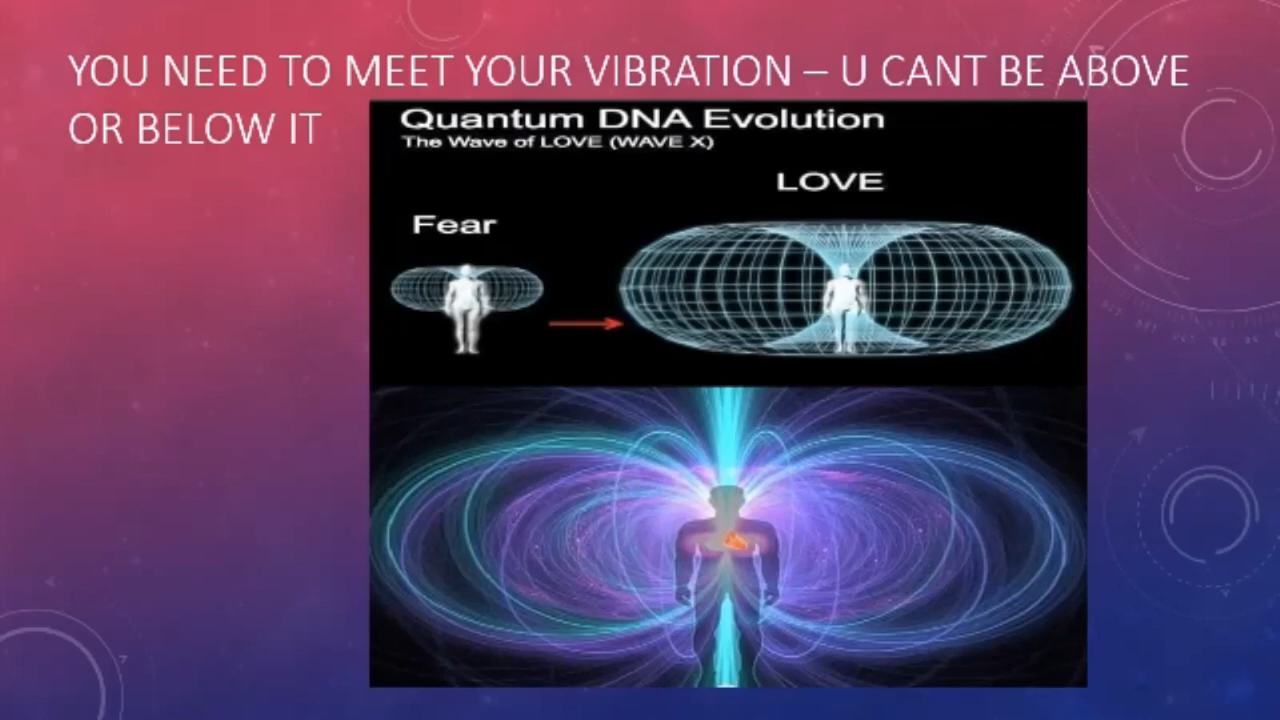 YOU NEED TO MEET YOUR VIBRATION – U CANT BE ABOVE
OR BELOW IT
Quantum DNA Evolution
The Wave of LOVE (WAVE X)
LOVE
Fear